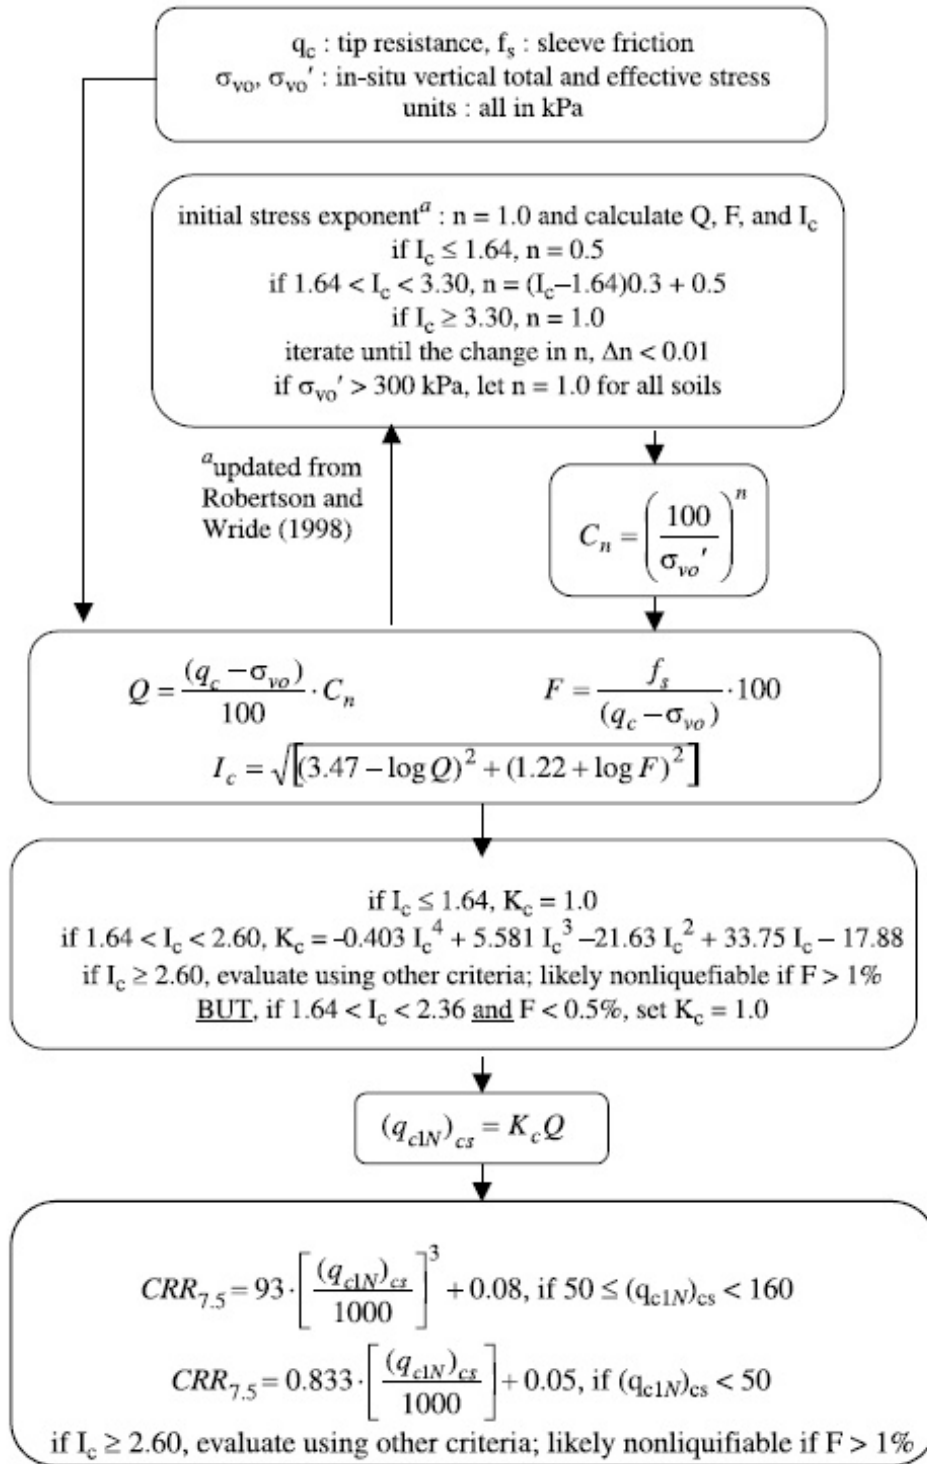 q_c : tip resistance, f_s : sleeve friction
σ_vo, σ_vo′ : in-situ vertical total and effective stress
units : all in kPa
initial stress exponent^a : n = 1.0 and calculate Q, F, and I_c
if I_c ≤ 1.64, n = 0.5
if 1.64 < I_c < 3.30, n = (I_c–1.64)0.3 + 0.5
if I_c ≥ 3.30, n = 1.0
iterate until the change in n, Δn < 0.01
if σ_vo′ > 300 kPa, let n = 1.0 for all soils
^a updated from
Robertson and
Wride (1998)
C_n = (100 / σ_vo′)^n
Q = (q_c – σ_vo) / 100 · C_n
F = f_s / (q_c – σ_vo) · 100
I_c = √[(3.47 – log Q)^2 + (1.22 + log F)^2]
if I_c ≤ 1.64, K_c = 1.0
if 1.64 < I_c < 2.60, K_c = –0.403 I_c^4 + 5.581 I_c^3 –21.63 I_c^2 + 33.75 I_c – 17.88
if I_c ≥ 2.60, evaluate using other criteria; likely nonliquefiable if F > 1%
BUT, if 1.64 < I_c < 2.36 and F < 0.5%, set K_c = 1.0
(q_c1N)_cs = K_c Q
CRR_7.5 = 93 · [(q_c1N)_cs / 1000]^3 + 0.08, if 50 ≤ (q_c1N)_cs < 160
CRR_7.5 = 0.833 · [(q_c1N)_cs / 1000] + 0.05, if (q_c1N)_cs < 50
if I_c ≥ 2.60, evaluate using other criteria; likely nonliquifiable if F > 1%